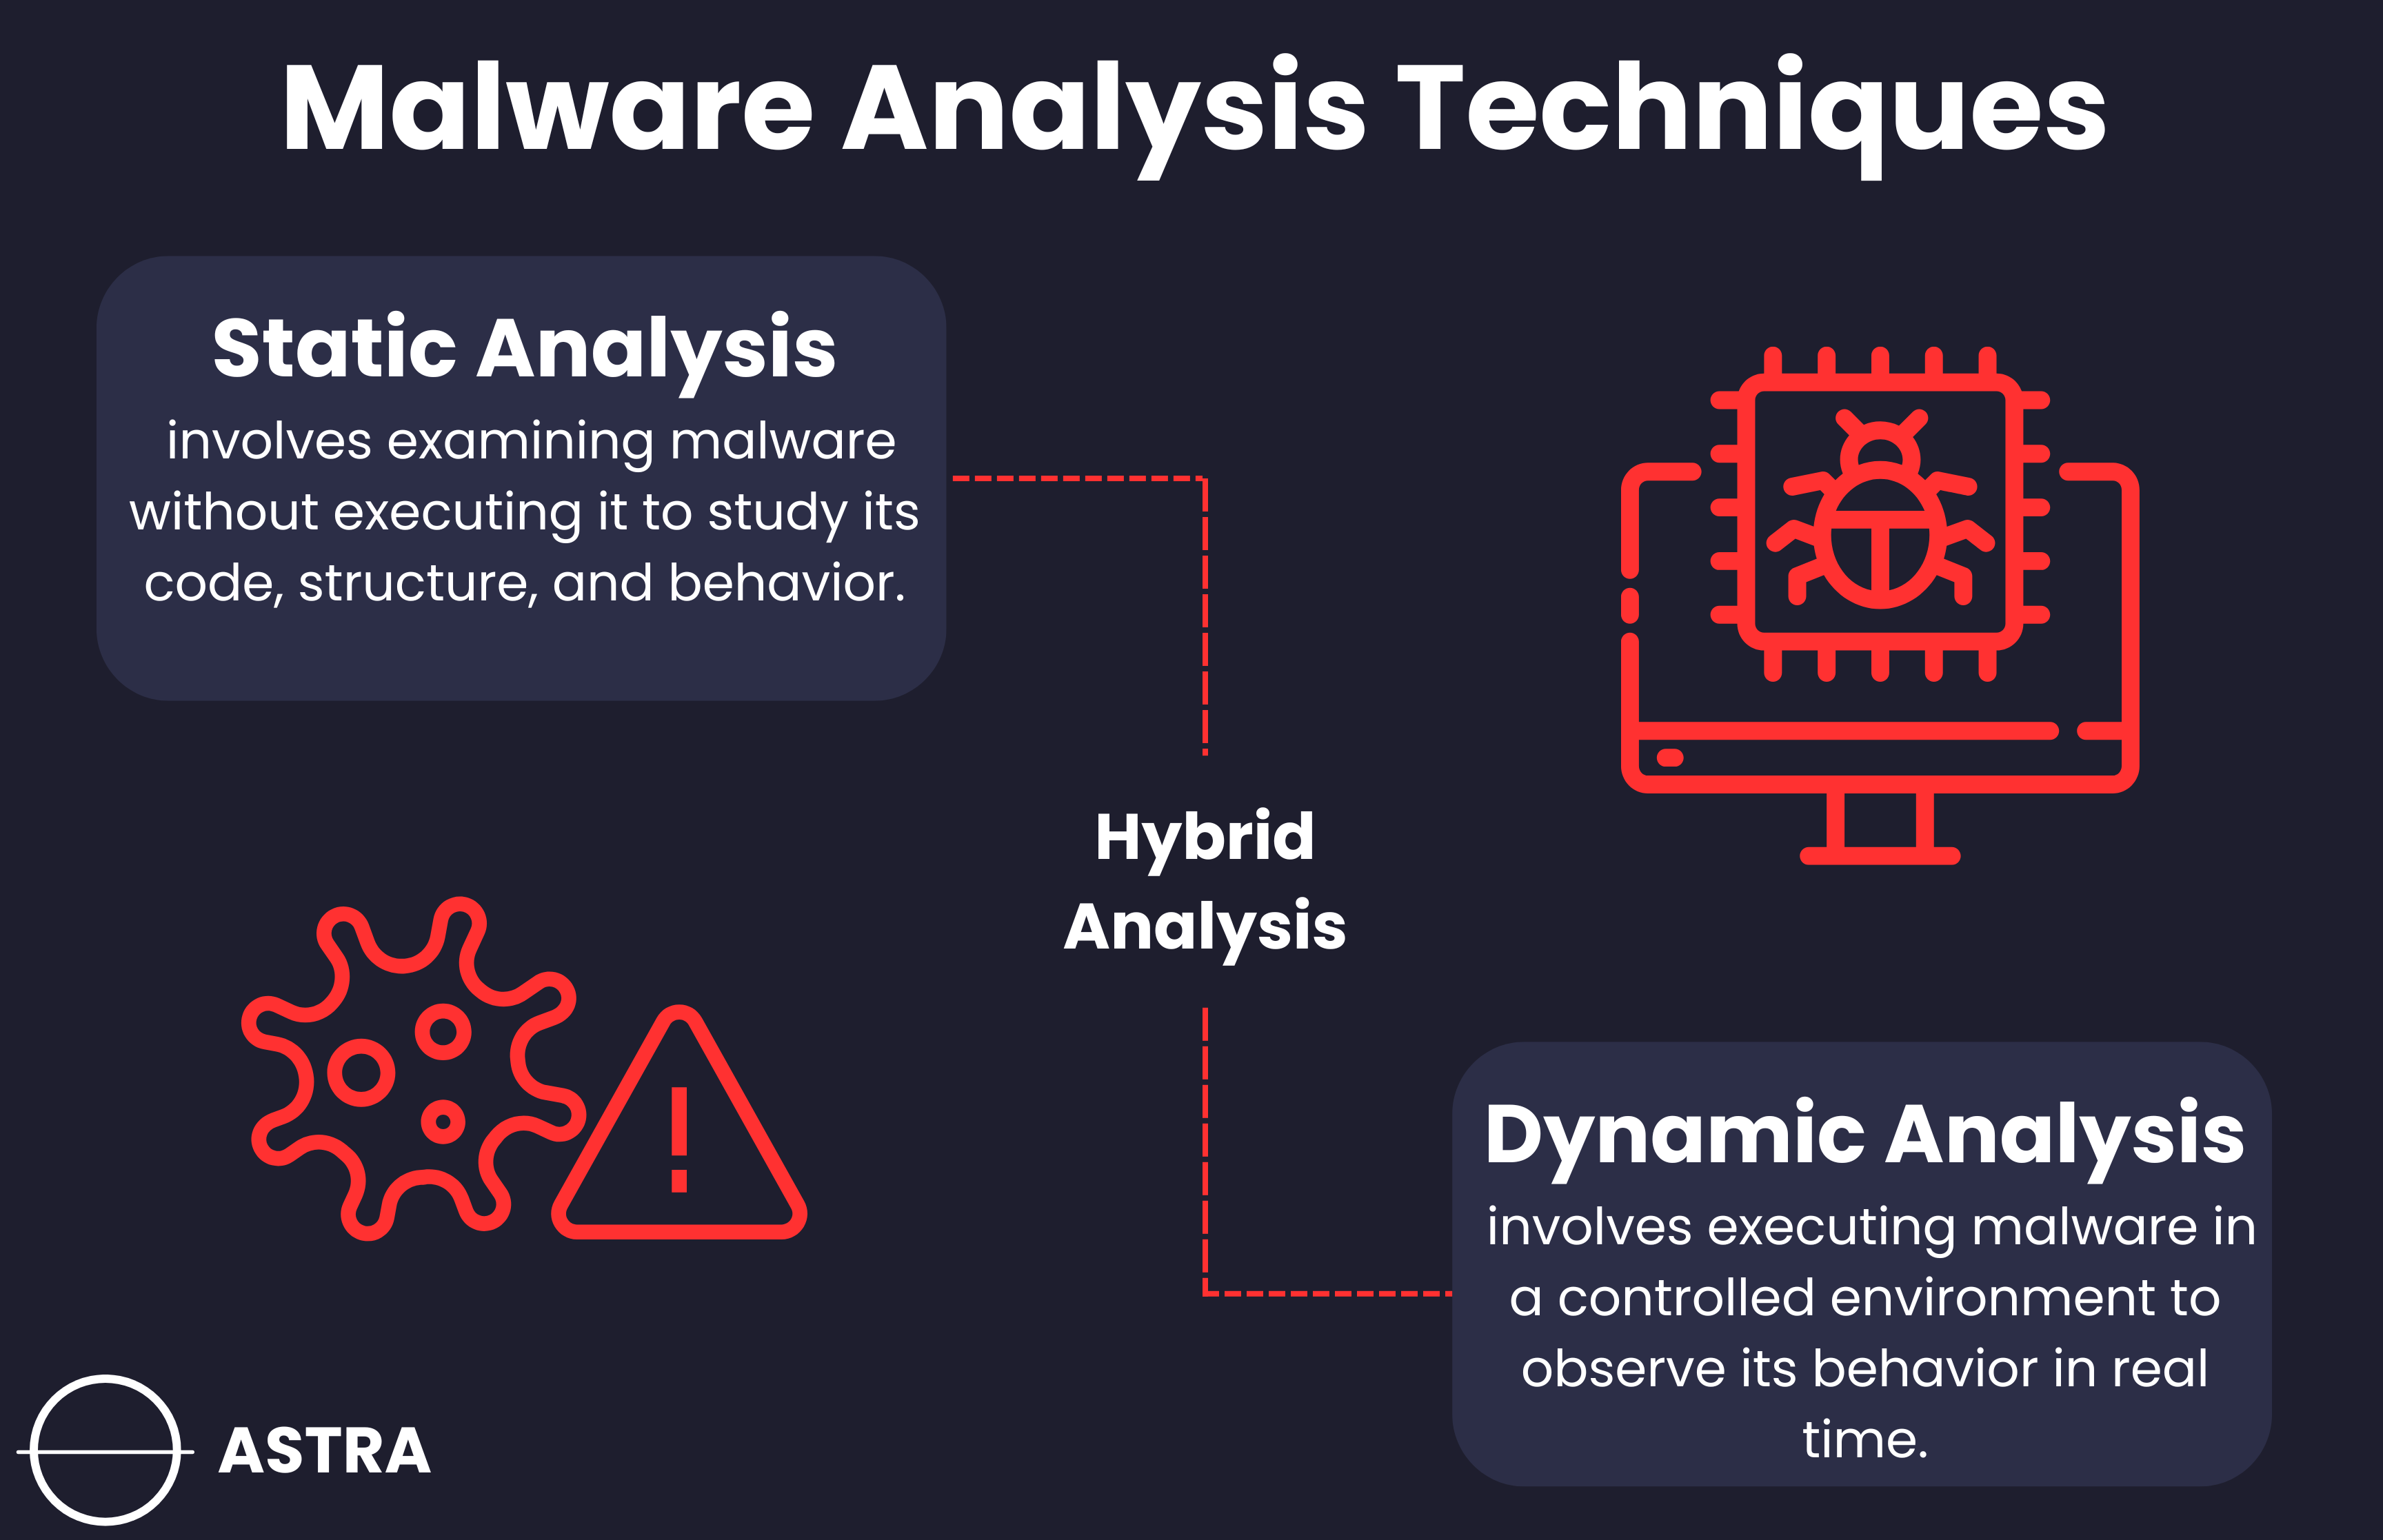 Malware Analysis Techniques
Static Analysis
involves examining malware
without executing it to study its
code, structure, and behavior.
Hybrid
Analysis
Dynamic Analysis
involves executing malware in
a controlled environment to
observe its behavior in real
time.
ASTRA